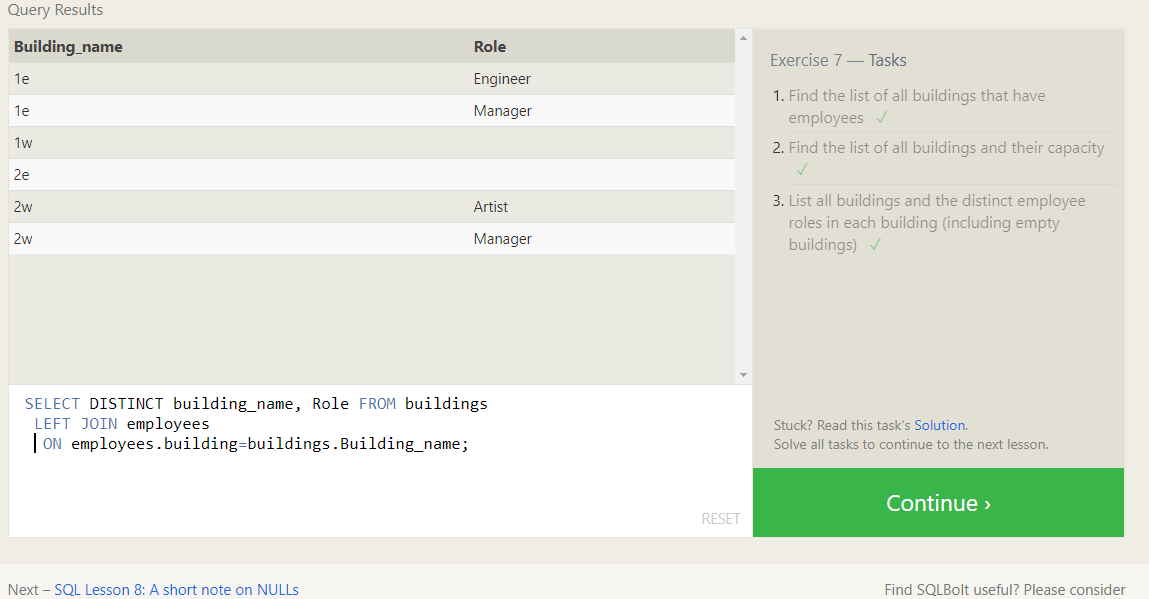 Query Results
Building_name Role
1e Engineer
1e Manager
1w
2e
2w Artist
2w Manager
SELECT DISTINCT building_name, Role FROM buildings
LEFT JOIN employees
ON employees.building=buildings.Building_name;
RESET
Exercise 7 — Tasks
1. Find the list of all buildings that have
employees ✓
2. Find the list of all buildings and their capacity
✓
3. List all buildings and the distinct employee
roles in each building (including empty
buildings) ✓
Stuck? Read this task's Solution.
Solve all tasks to continue to the next lesson.
Continue ›
Next – SQL Lesson 8: A short note on NULLs
Find SQLBolt useful? Please consider